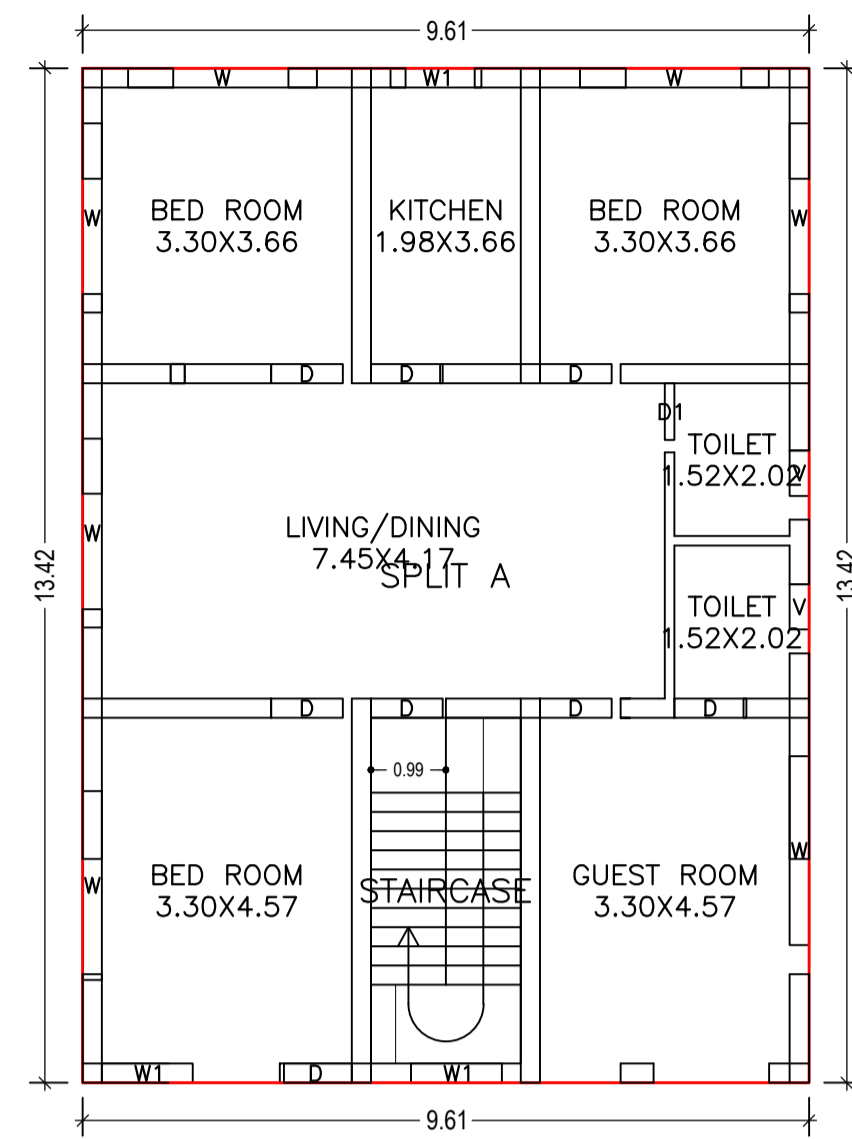 9.61
W W1 W
BED ROOM
3.30X3.66
KITCHEN
1.98X3.66
BED ROOM
3.30X3.66
W W
D D D
D1
TOILET
1.52X2.02
V
W
LIVING/DINING
7.45X4.17
SPLIT A
13.42
13.42
TOILET
1.52X2.02
V
D D D D
0.99
W
BED ROOM
3.30X4.57
STAIRCASE
GUEST ROOM
3.30X4.57
W
W1 D W1
9.61